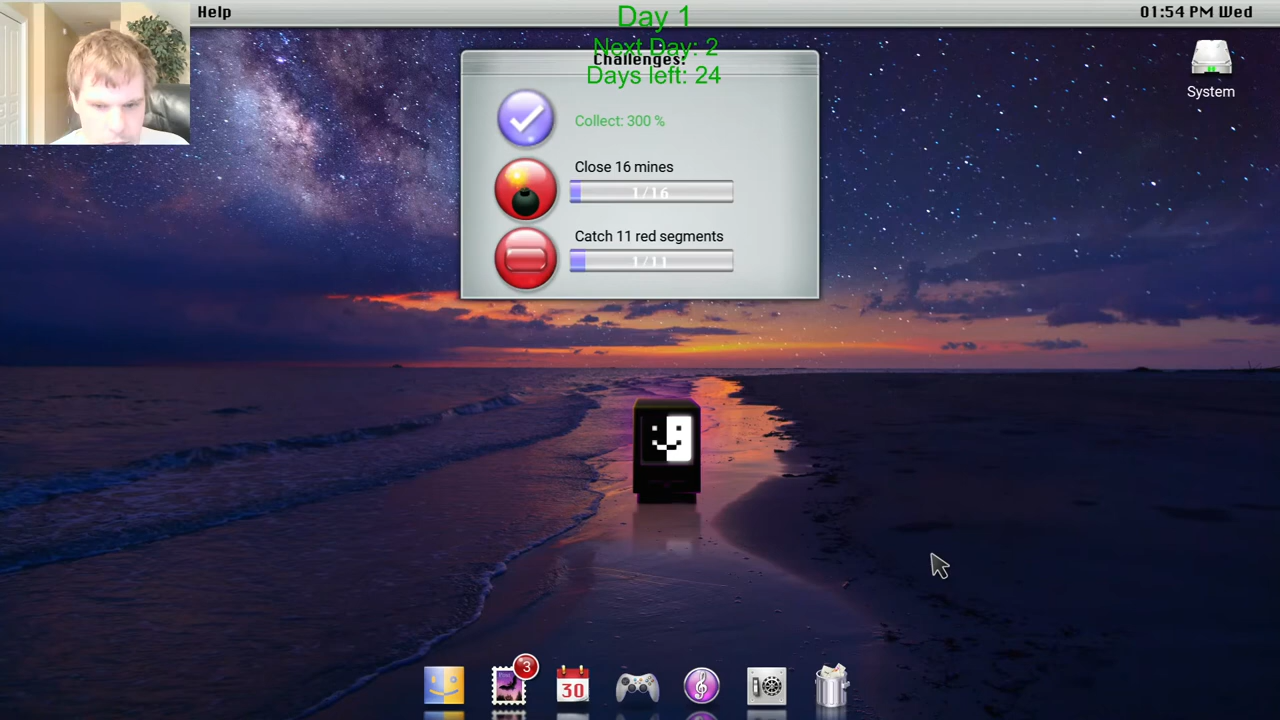 Help
01:54 PM Wed
Day 1
Next Day: 2
Challenges:
Days left: 24
System
Collect: 300 %
Close 16 mines
1/16
Catch 11 red segments
1/11
3
30